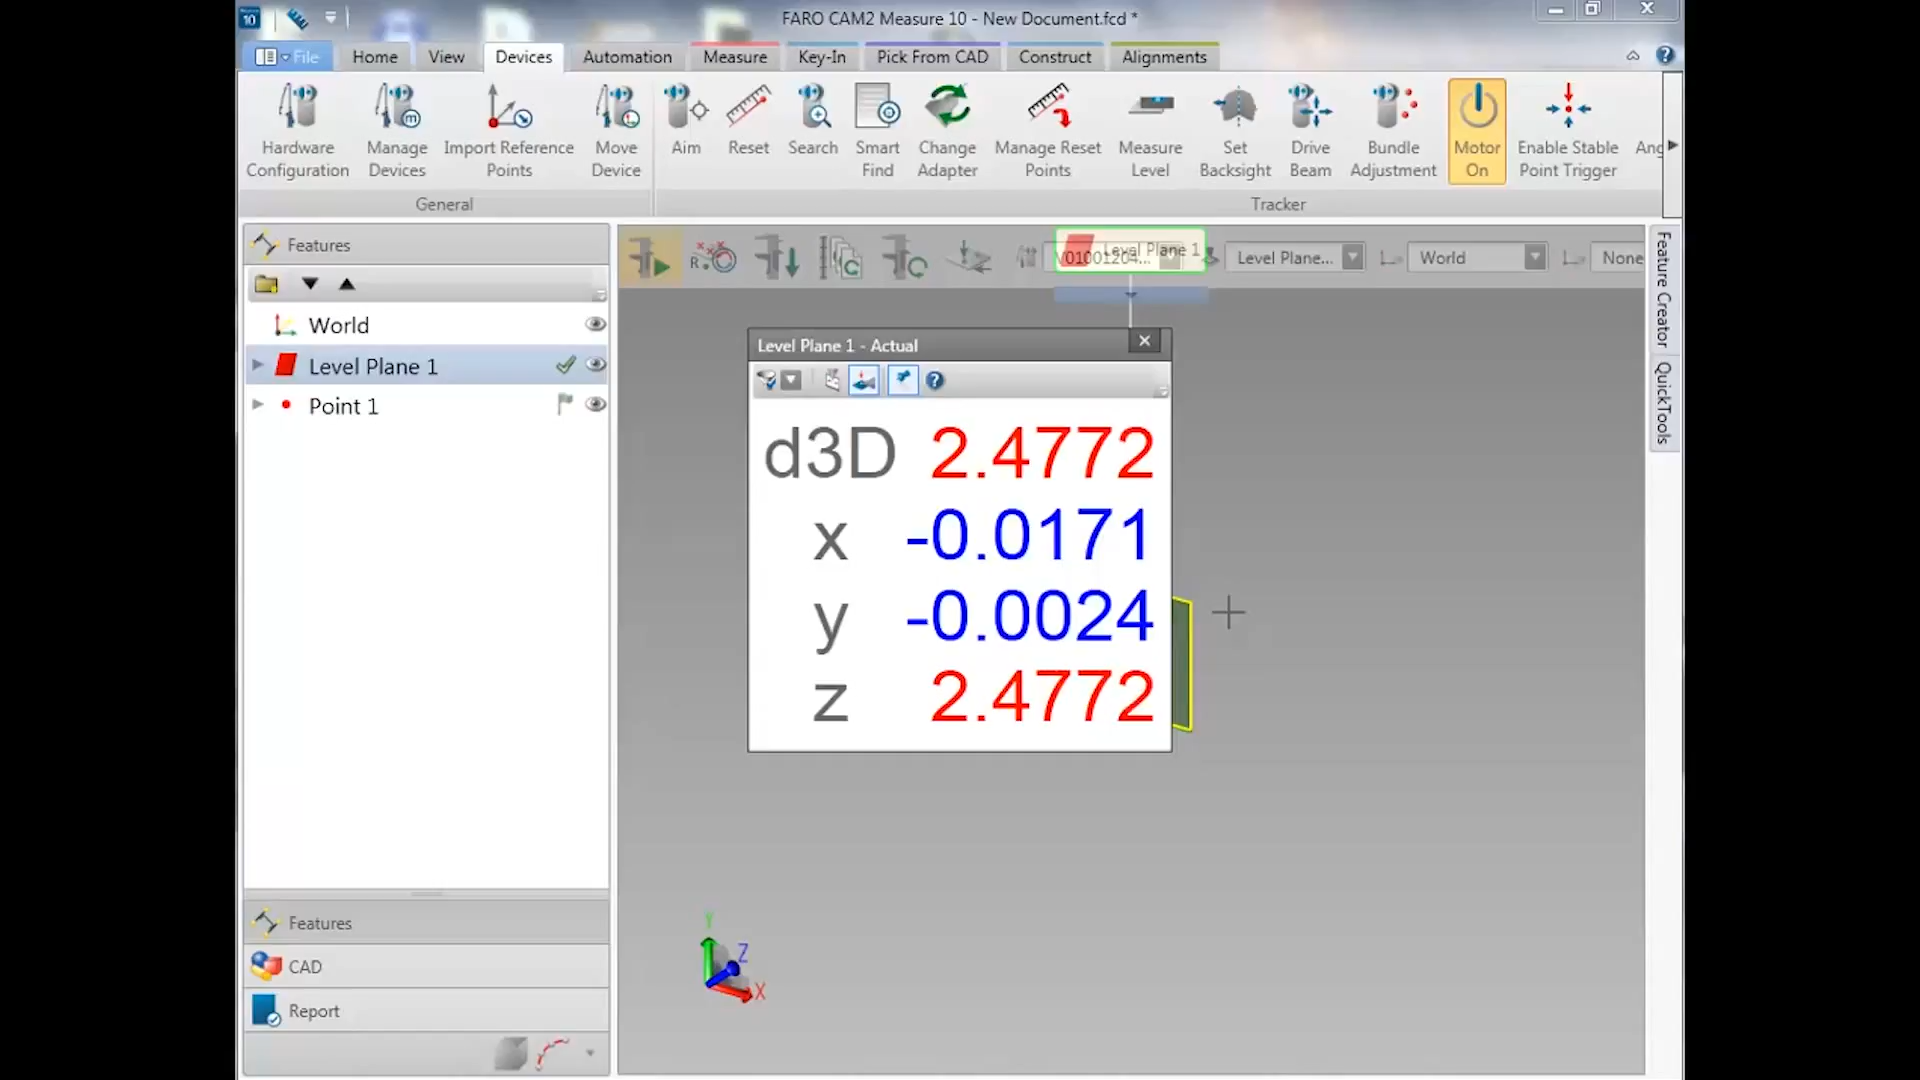 10
FARO CAM2 Measure 10 - New Document.fcd *
File
Home
View
Devices
Automation
Measure
Key-In
Pick From CAD
Construct
Alignments
Hardware
Configuration
Manage
Devices
Import Reference
Points
Move
Device
General
Aim
Reset
Search
Smart
Find
Change
Adapter
Manage Reset
Points
Measure
Level
Set
Backsight
Drive
Beam
Bundle
Adjustment
Motor
On
Enable Stable
Point Trigger
Tracker
Features
World
Level Plane 1
Point 1
Level Plane 1
Level Plane...
World
None
Feature Creator
QuickTools
Level Plane 1 - Actual
d3D 2.4772
x -0.0171
y -0.0024
z 2.4772
Y
Z
X
Features
CAD
Report